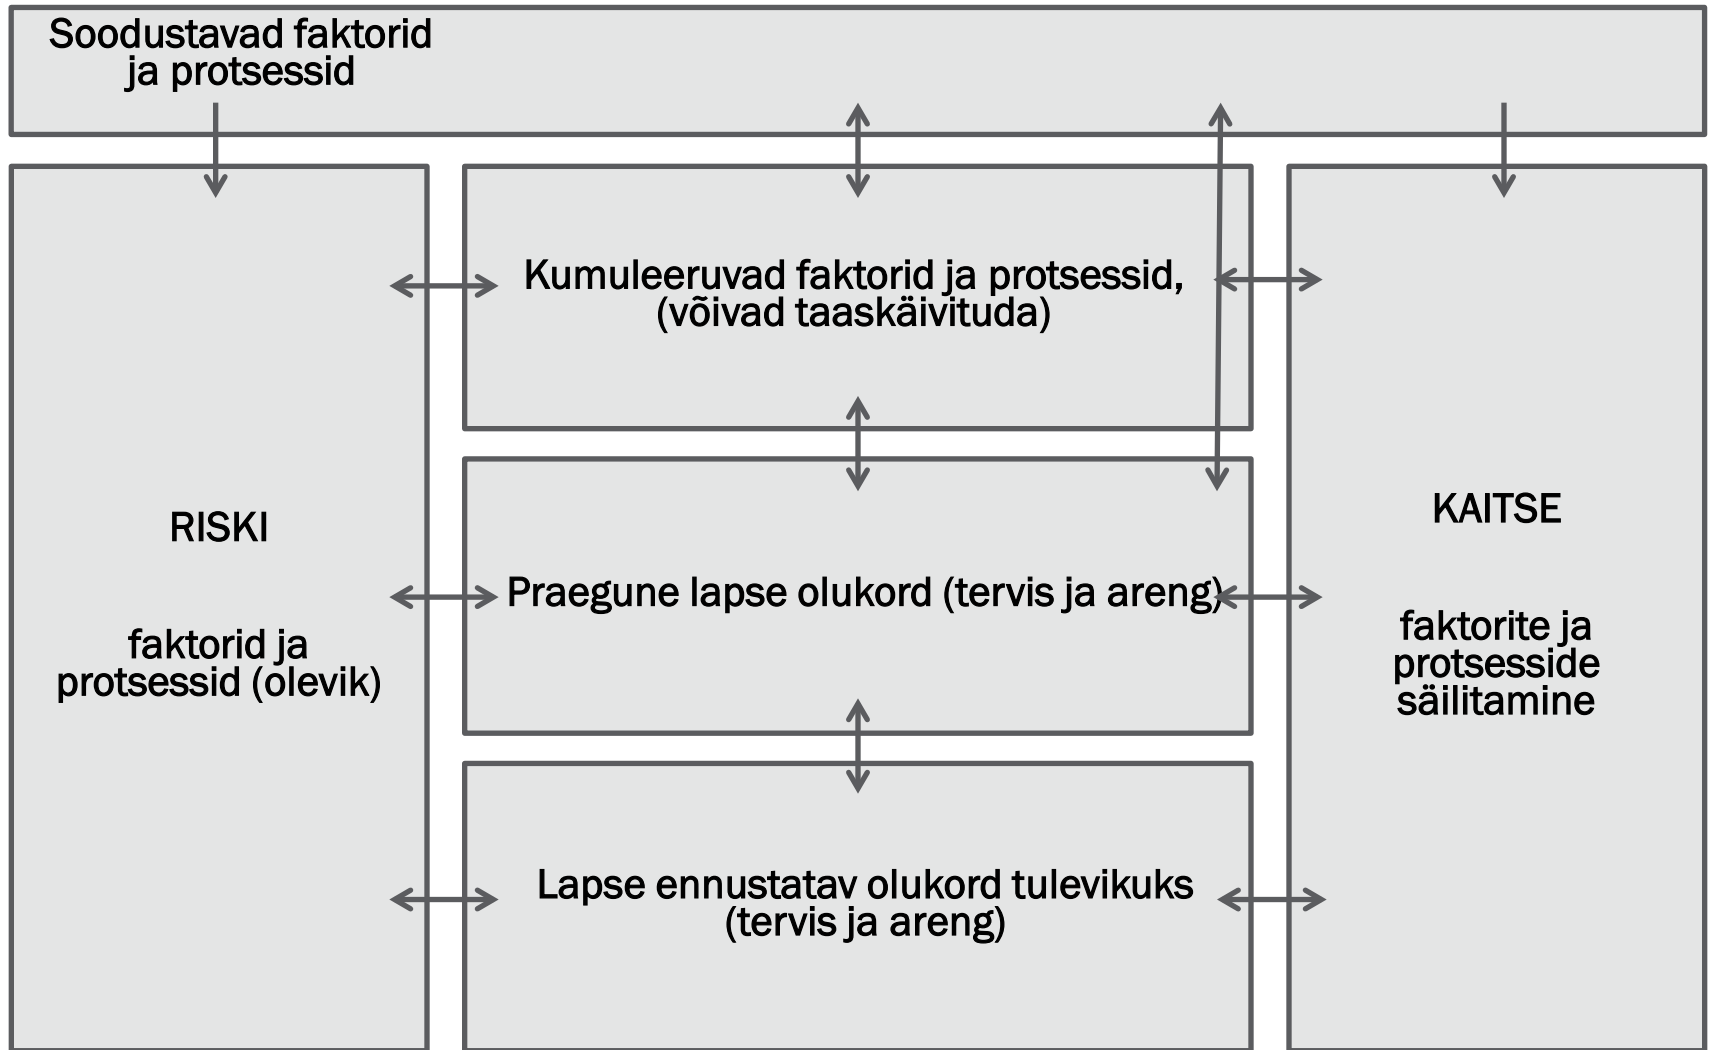 Soodustavad faktorid
ja protsessid
Kumuleeruvad faktorid ja protsessid,
(võivad taaskäivituda)
RISKI
faktorid ja
protsessid (olevik)
Praegune lapse olukord (tervis ja areng)
KAITSE
faktorite ja
protsesside
säilitamine
Lapse ennustatav olukord tulevikuks
(tervis ja areng)